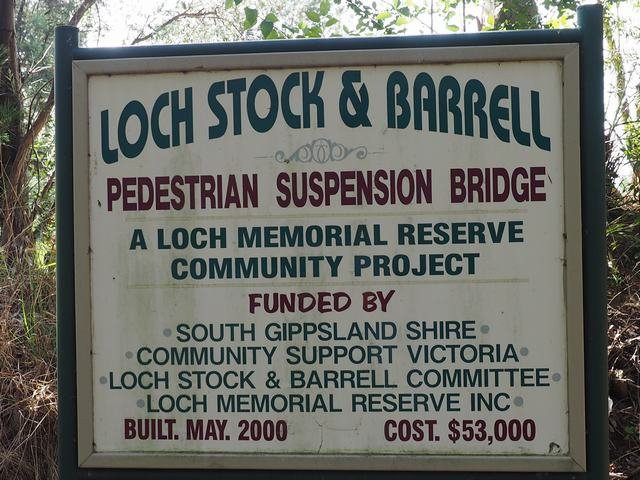 LOCH STOCK & BARRELL
PEDESTRIAN SUSPENSION BRIDGE
A LOCH MEMORIAL RESERVE
COMMUNITY PROJECT
FUNDED BY
• SOUTH GIPPSLAND SHIRE •
• COMMUNITY SUPPORT VICTORIA •
• LOCH STOCK & BARRELL COMMITTEE •
• LOCH MEMORIAL RESERVE INC •
BUILT. MAY. 2000 COST. $53,000